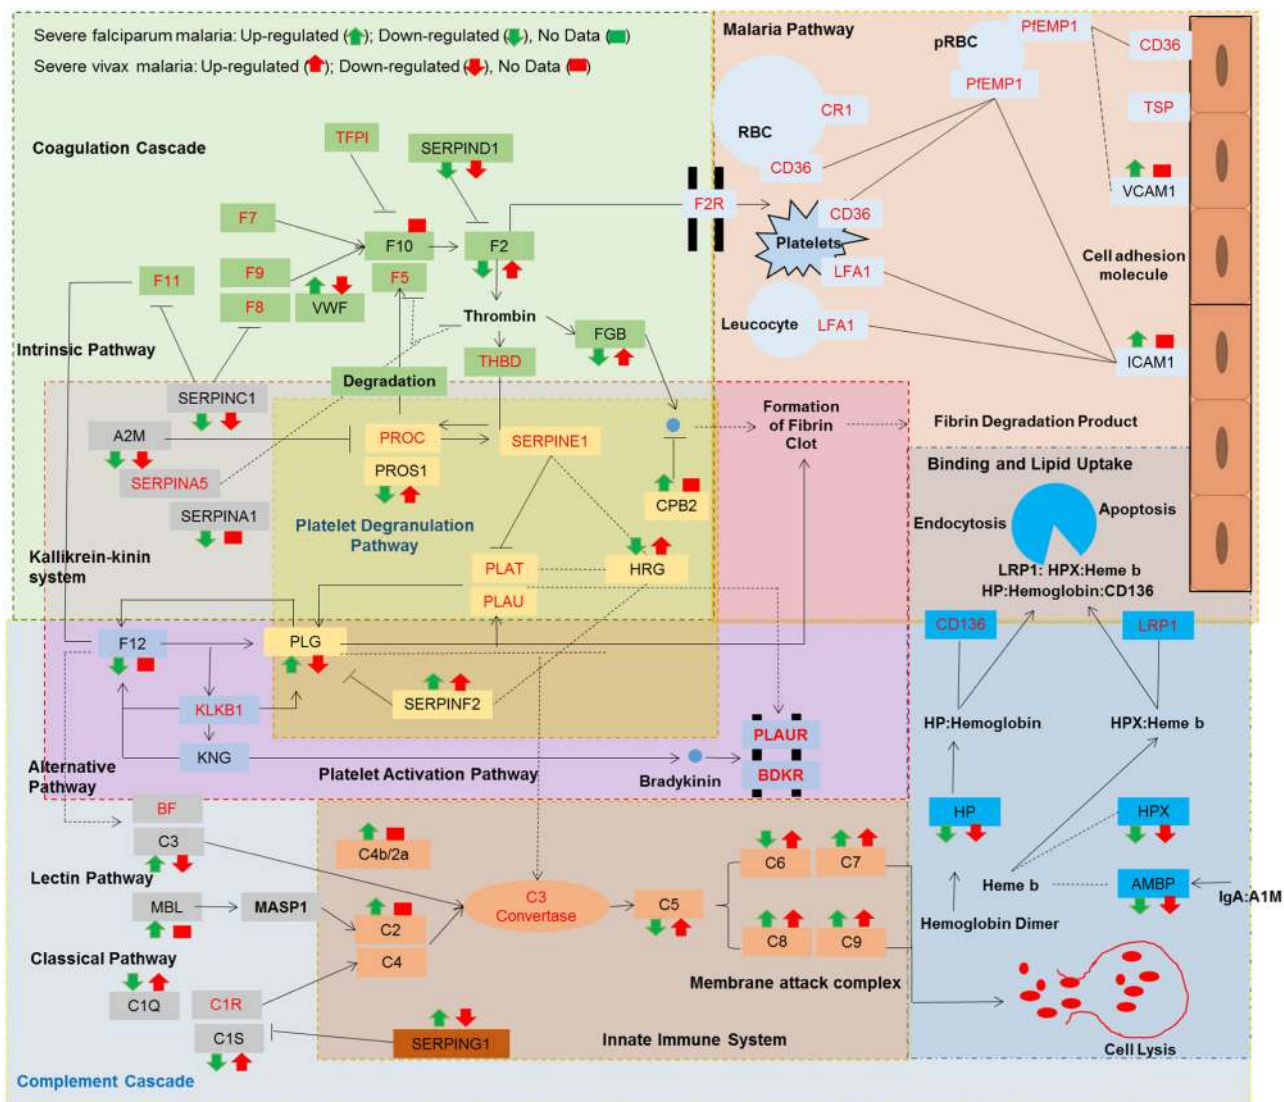 Severe falciparum malaria: Up-regulated ( ); Down-regulated ( ), No Data ( )
Severe vivax malaria: Up-regulated ( ); Down-regulated ( ), No Data ( )
Malaria Pathway
pRBC
PfEMP1
CD36
PfEMP1
TSP
CR1
RBC
CD36
VCAM1
F2R
CD36
Platelets
LFA1
Cell adhesion
molecule
Leucocyte
LFA1
ICAM1
Coagulation Cascade
TFPI
SERPIND1
F7
F10
F2
F11
F9
F5
F8
VWF
Thrombin
FGB
Intrinsic Pathway
THBD
Degradation
SERPINC1
A2M
SERPINA5
SERPINA1
PROC
SERPINE1
PROS1
CPB2
Platelet Degranulation
Pathway
Formation
of Fibrin
Clot
Fibrin Degradation Product
Binding and Lipid Uptake
Endocytosis
Apoptosis
LRP1: HPX:Heme b
HP:Hemoglobin:CD136
Kallikrein-kinin
system
PLAT
HRG
PLAU
F12
PLG
SERPINF2
KLKB1
KNG
PLAUR
Bradykinin
BDKR
Platelet Activation Pathway
CD136
LRP1
HP:Hemoglobin
HPX:Heme b
HP
HPX
Heme b
AMBP
IgA:A1M
Hemoglobin Dimer
Cell Lysis
Alternative
Pathway
BF
C3
C4b/2a
Lectin Pathway
MBL
MASP1
C2
C4
C3
Convertase
C5
C6
C7
C8
C9
Membrane attack complex
Classical Pathway
C1Q
C1R
C1S
SERPING1
Innate Immune System
Complement Cascade